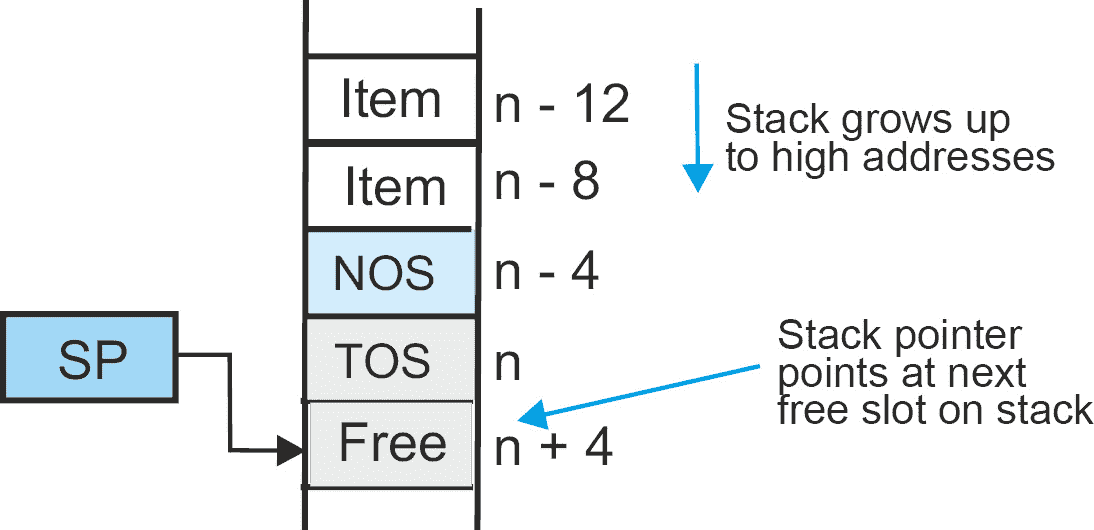 Item n - 12
Stack grows up
to high addresses
Item n - 8
NOS n - 4
SP
TOS n
Stack pointer
points at next
free slot on stack
Free n + 4